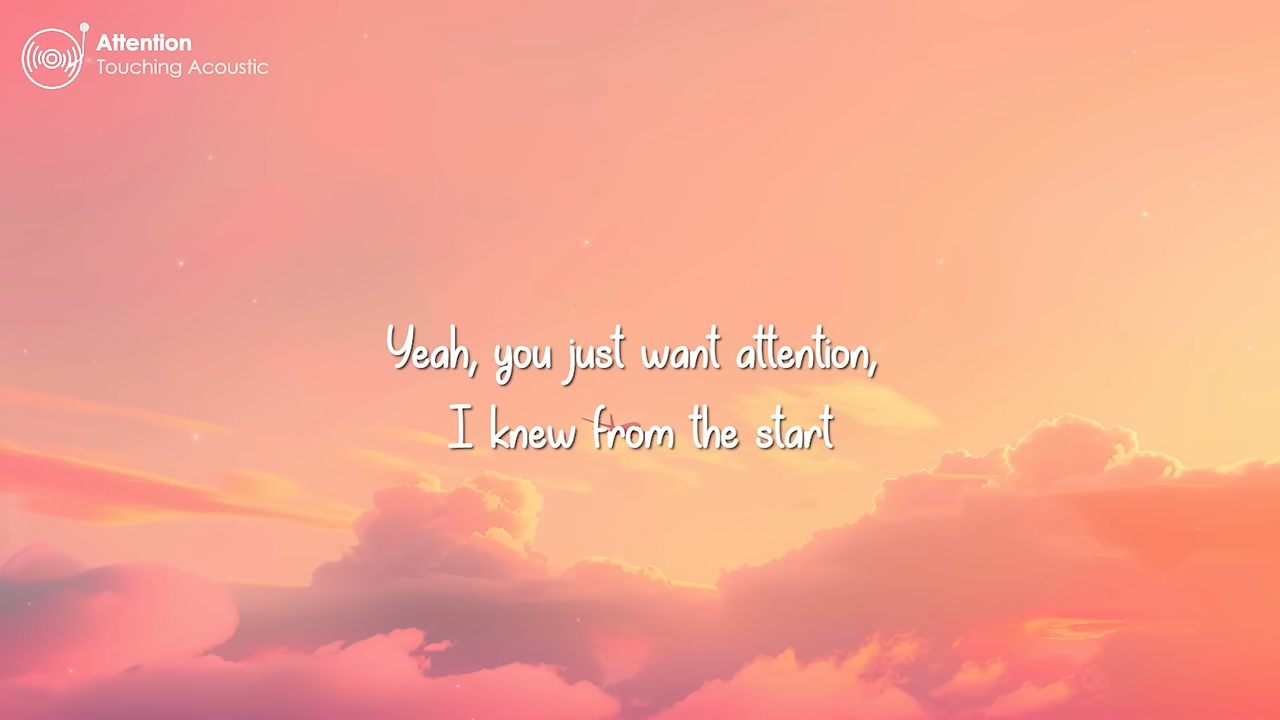 Attention
Touching Acoustic
Yeah, you just want attention,
I knew from the start